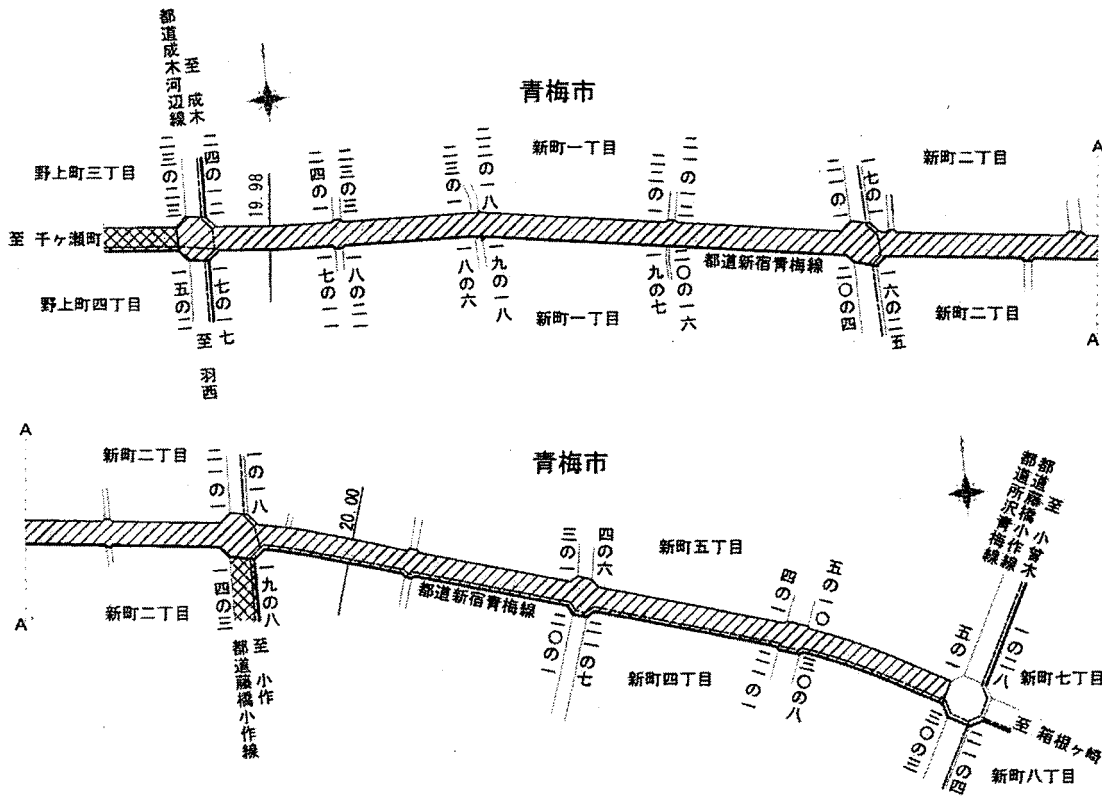 都道成木河辺線
至 成木
青梅市
野上町三丁目
二三の二三
二四の一二
19.98
二四の一
二三の三
二三の一
二二の一八
新町一丁目
二二の一
二一の一二
二一の一
一七の一
新町二丁目
A
至 千ヶ瀬町
都道新宿青梅線
野上町四丁目
一五の二
一七の一七
至 羽西
一七の一一
一八の二一
八の六
一九の一八
新町一丁目
一九の七
二〇の一六
二〇の四
一六の二五
新町二丁目
A'
A
新町二丁目
二一の一
一の一八
20.00
青梅市
三の一
四の六
新町五丁目
四の一
五の一〇
都道所沢青梅線
都道藤橋小作線
至 小曾木
五の一
一の二八
新町七丁目
A'
新町二丁目
一四の三
一九の八
都道藤橋小作線
至 小作
都道新宿青梅線
二〇の一
二一の七
新町四丁目
二二の一
三〇の八
三〇の三
二一の四
至 箱根ヶ崎
新町八丁目